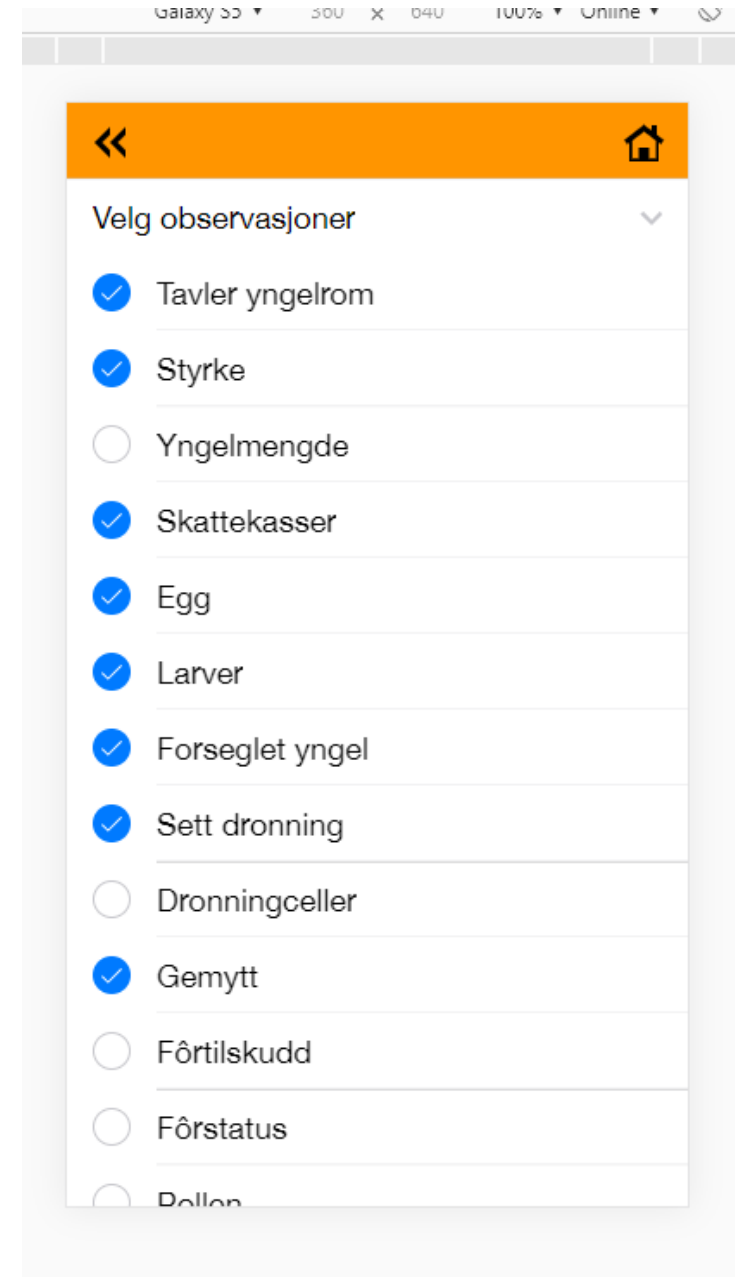 Galaxy S5 ▾ 360 x 640 100% ▾ Online ▾
Velg observasjoner
Tavler yngelrom
Styrke
Yngelmengde
Skattekasser
Egg
Larver
Forseglet yngel
Sett dronning
Dronningceller
Gemytt
Fôrtilskudd
Fôrstatus
Pollen